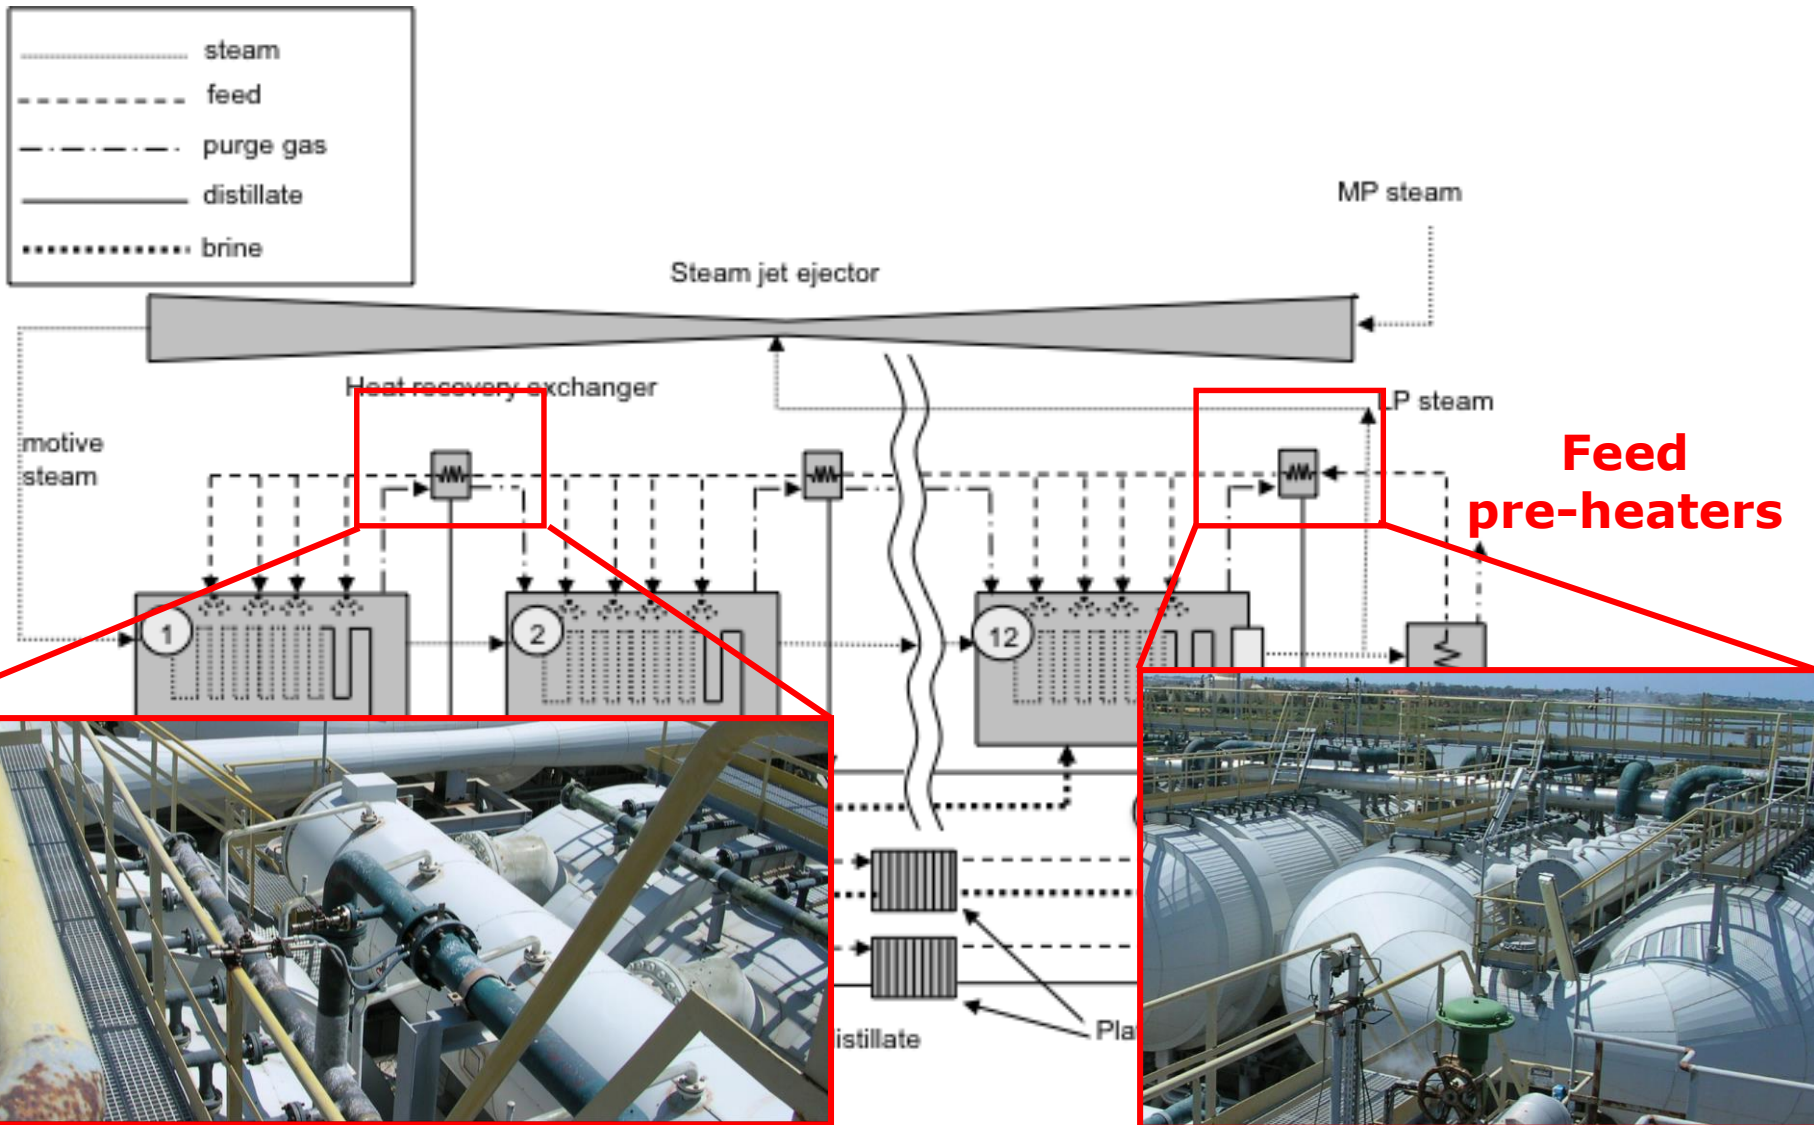 steam
feed
purge gas
distillate
brine
MP steam
Steam jet ejector
Heat recovery exchanger
LP steam
motive
steam
Feed
pre-heaters
1
2
12
istillate
Pla